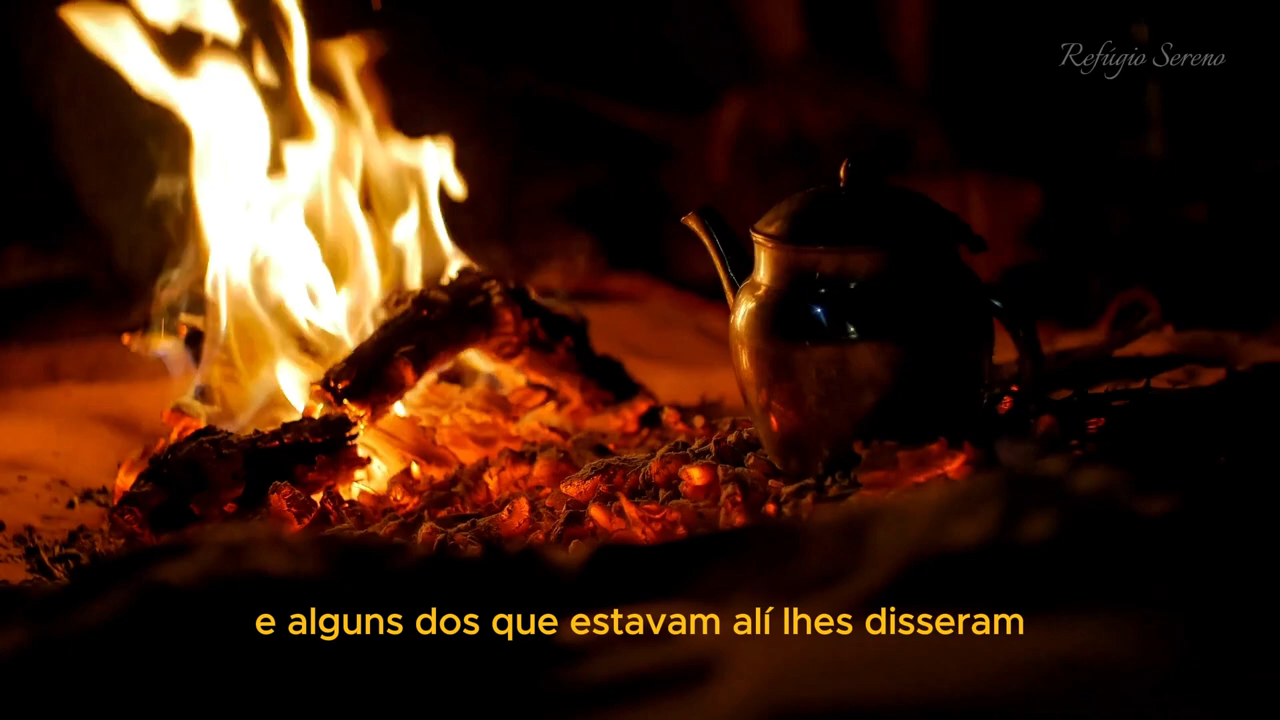 Refúgio Sereno
e alguns dos que estavam alí lhes disseram